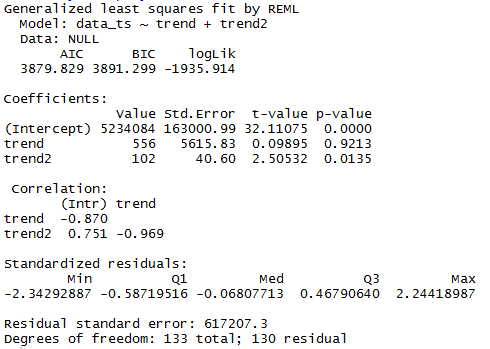 Generalized least squares fit by REML
  Model: data_ts ~ trend + trend2
  Data: NULL
       AIC      BIC    logLik
  3879.829 3891.299 -1935.914

Coefficients:
              Value Std.Error  t-value p-value
(Intercept) 5234084 163000.99 32.11075  0.0000
trend           556   5615.83  0.09895  0.9213
trend2          102     40.60  2.50532  0.0135

 Correlation:
       (Intr) trend
trend  -0.870
trend2  0.751 -0.969

Standardized residuals:
        Min          Q1         Med          Q3         Max
-2.34292887 -0.58719516 -0.06807713  0.46790640  2.24418987

Residual standard error: 617207.3
Degrees of freedom: 133 total; 130 residual